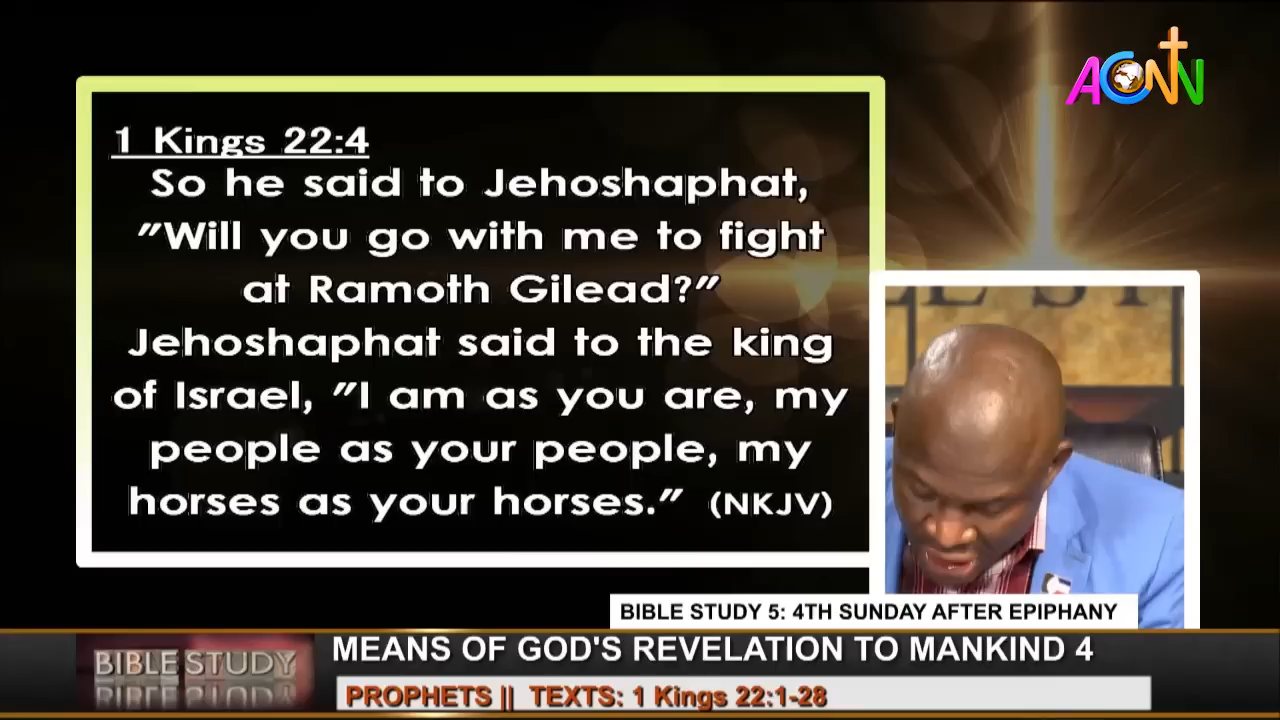 ACNN
1 Kings 22:4
So he said to Jehoshaphat,
"Will you go with me to fight
at Ramoth Gilead?"
Jehoshaphat said to the king
of Israel, "I am as you are, my
people as your people, my
horses as your horses." (NKJV)
LE ST
BIBLE STUDY 5: 4TH SUNDAY AFTER EPIPHANY
BIBLE STUDY
MEANS OF GOD'S REVELATION TO MANKIND 4
PROPHETS || TEXTS: 1 Kings 22:1-28